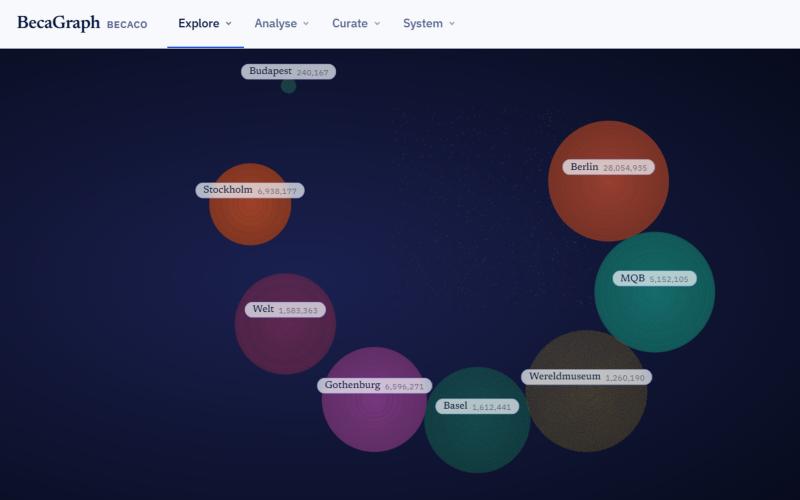 BecaGraph BECACO Explore Analyse Curate System
Budapest 240,167
Berlin 28,054,935
Stockholm 6,938,177
MQB 5,152,105
Welt 1,583,363
Wereldmuseum 1,260,190
Gothenburg 6,596,271
Basel 1,612,441